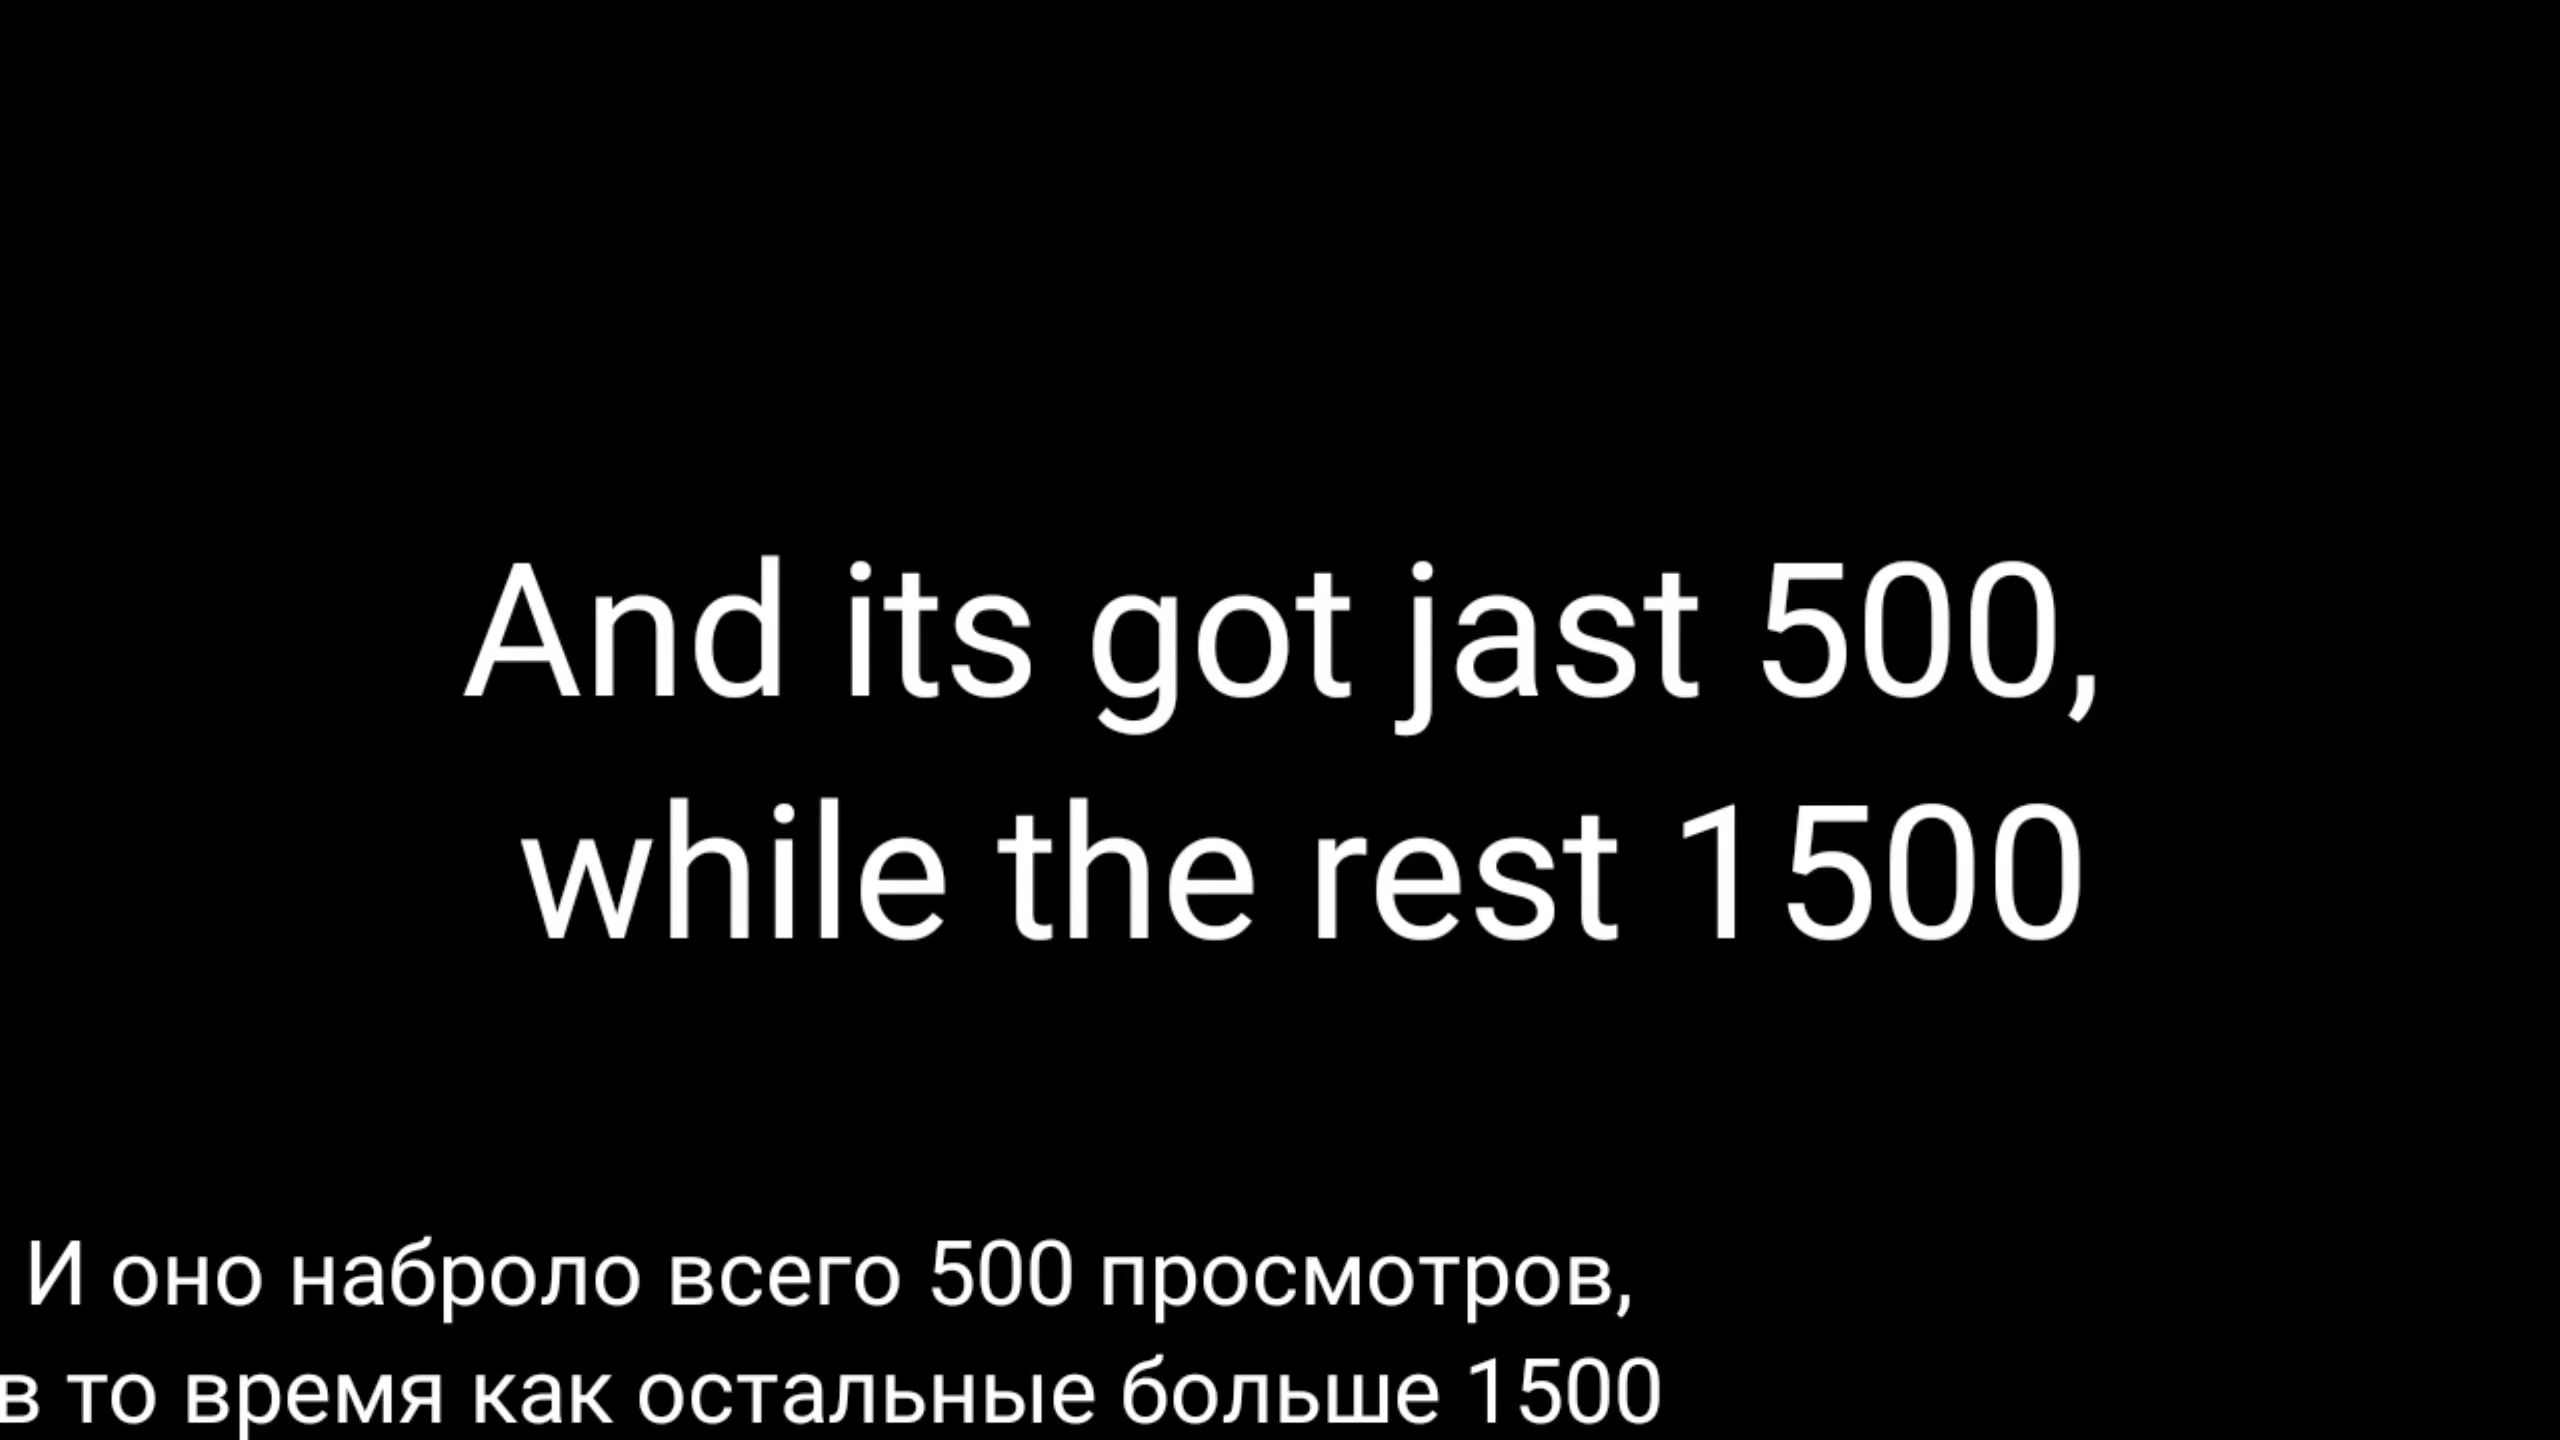 And its got jast 500,
while the rest 1500
И оно наброло всего 500 просмотров,
в то время как остальные больше 1500